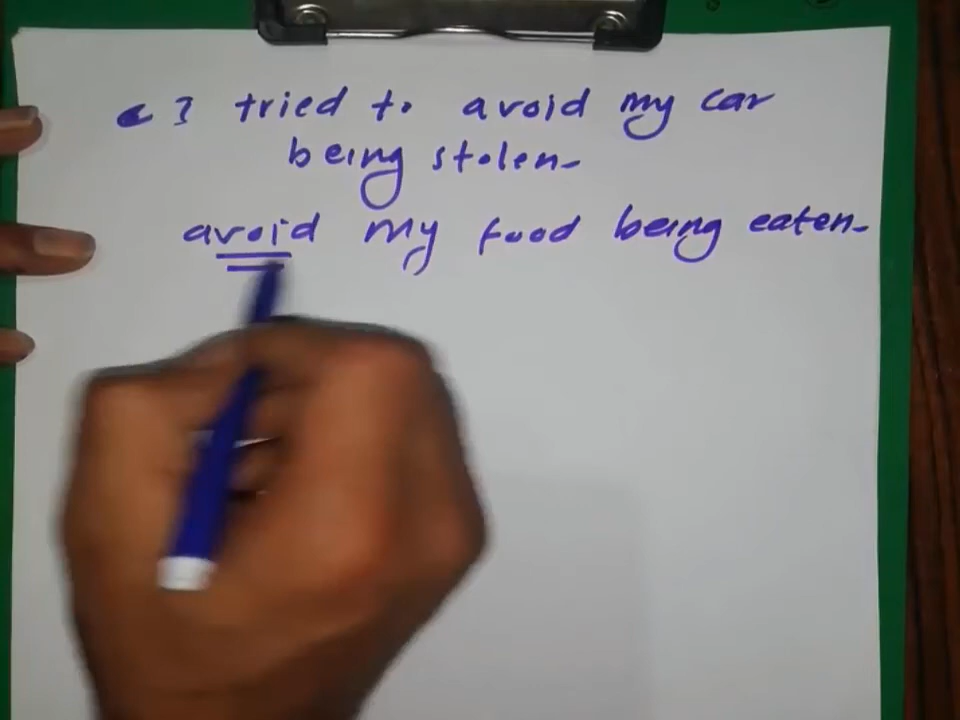 I tried to avoid my car
being stolen.
avoid my food being eaten.